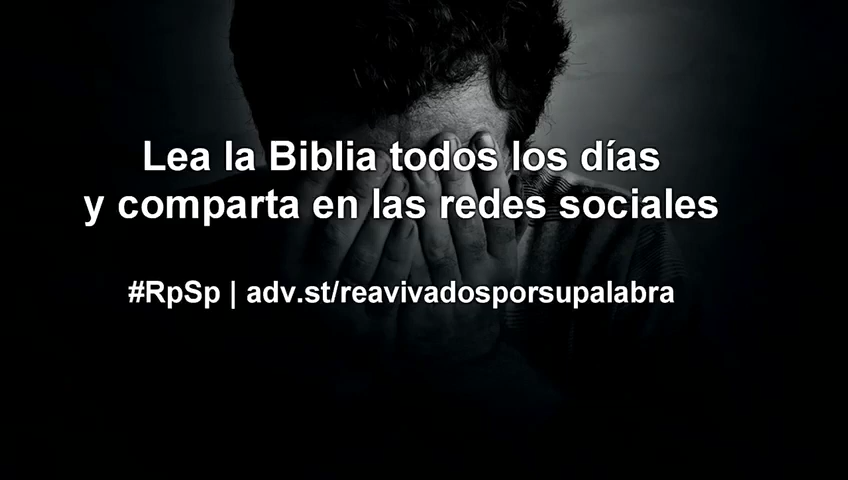 Lea la Biblia todos los días
y comparta en las redes sociales
#RpSp | adv.st/reavivadosporsupalabra